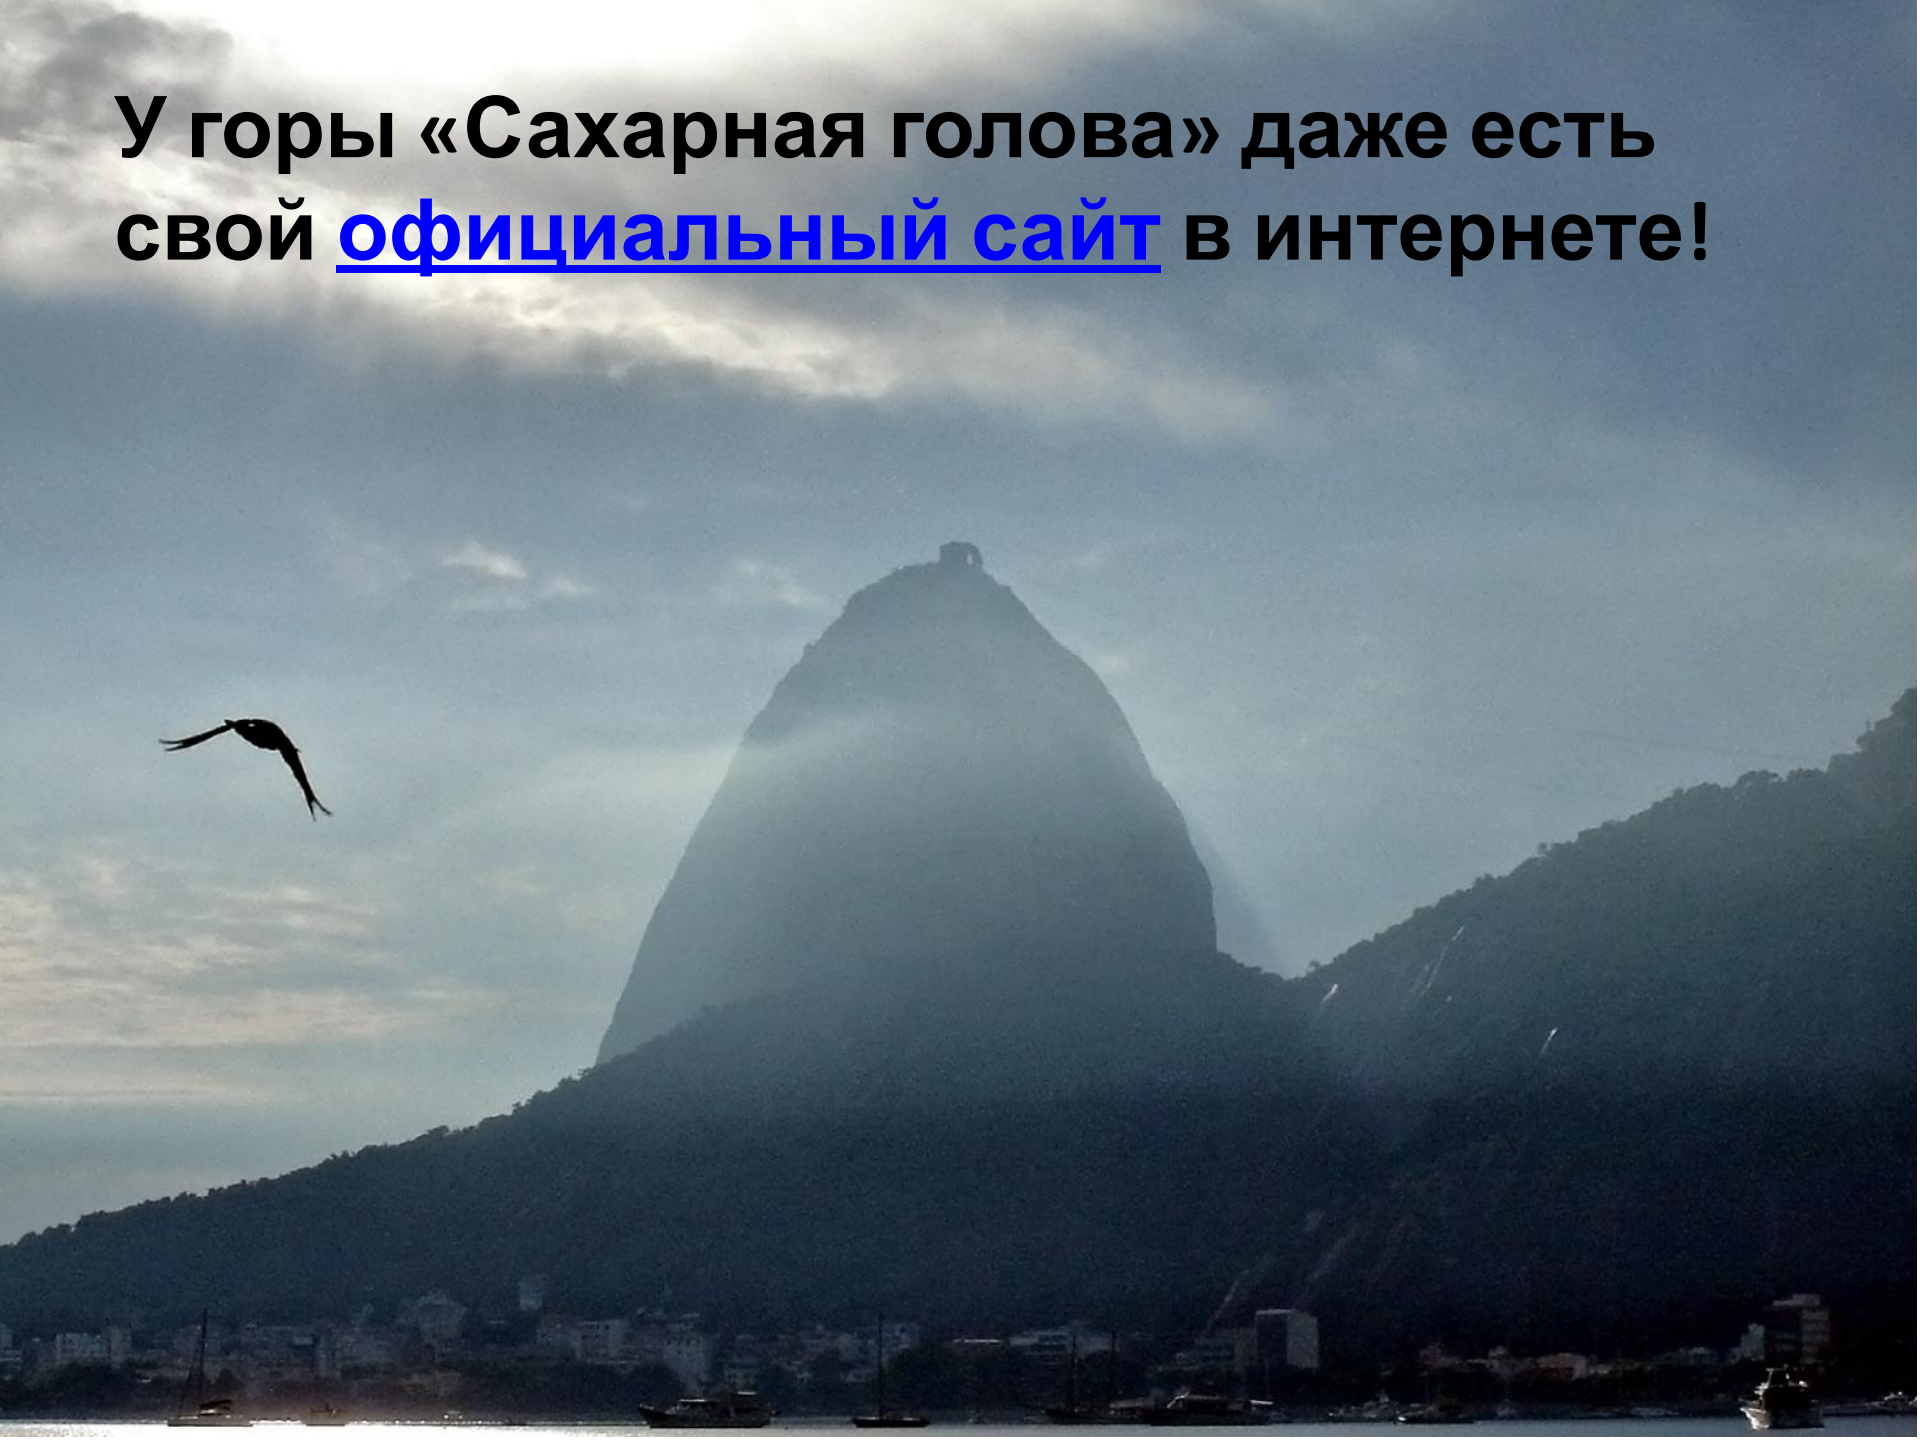 У горы «Сахарная голова» даже есть
свой официальный сайт в интернете!